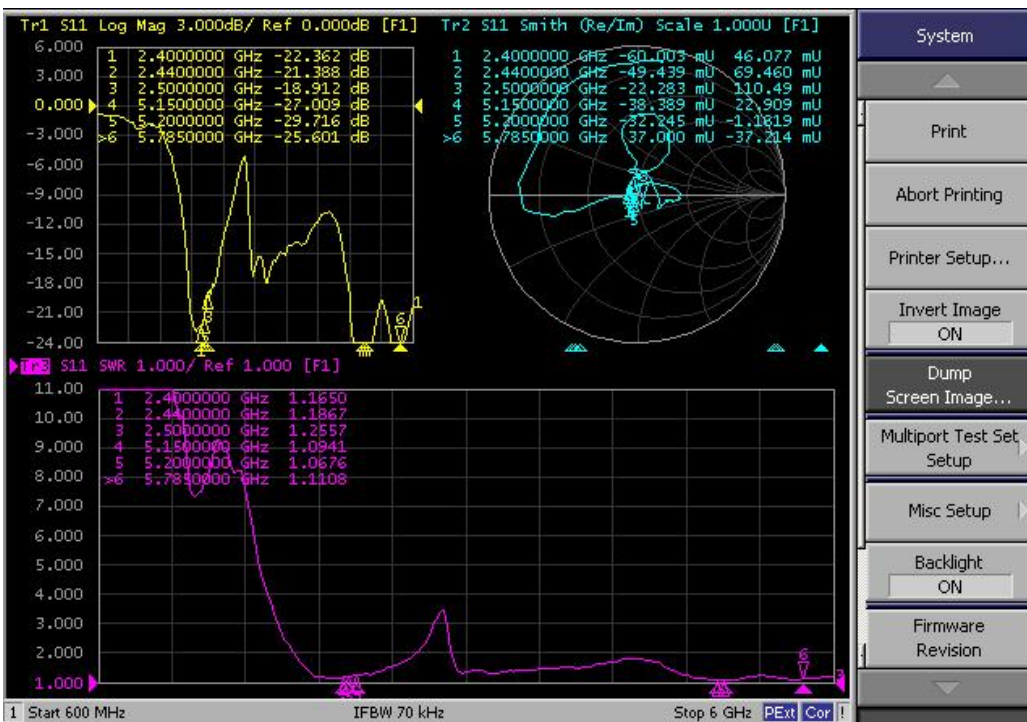 Tr1 S11 Log Mag 3.000dB/ Ref 0.000dB [F1]
6.000
3.000
0.000
-3.000
-6.000
-9.000
-12.00
-15.00
-18.00
-21.00
-24.00
1 2.4000000 GHz -22.362 dB
2 2.4400000 GHz -21.388 dB
3 2.5000000 GHz -18.912 dB
4 5.1500000 GHz -27.009 dB
5 5.2000000 GHz -29.716 dB
>6 5.7850000 GHz -25.601 dB
6
1
Tr2 S11 Smith (Re/Im) Scale 1.000U [F1]
1 2.4000000 GHz -60.003 mU 46.077 mU
2 2.4400000 GHz -49.439 mU 69.460 mU
3 2.5000000 GHz -22.283 mU 110.49 mU
4 5.1500000 GHz -38.389 mU 22.909 mU
5 5.2000000 GHz -32.245 mU -1.1819 mU
>6 5.7850000 GHz 37.000 mU -37.214 mU
Tr3 S11 SWR 1.000/ Ref 1.000 [F1]
11.00
10.00
9.000
8.000
7.000
6.000
5.000
4.000
3.000
2.000
1.000
1 2.4000000 GHz 1.1650
2 2.4400000 GHz 1.1867
3 2.5000000 GHz 1.2557
4 5.1500000 GHz 1.0941
5 5.2000000 GHz 1.0676
>6 5.7850000 GHz 1.1108
6
1 Start 600 MHz
IFBW 70 kHz
Stop 6 GHz PExt Cor !
System
Print
Abort Printing
Printer Setup...
Invert Image
ON
Dump
Screen Image...
Multiport Test Set
Setup
Misc Setup
Backlight
ON
Firmware
Revision